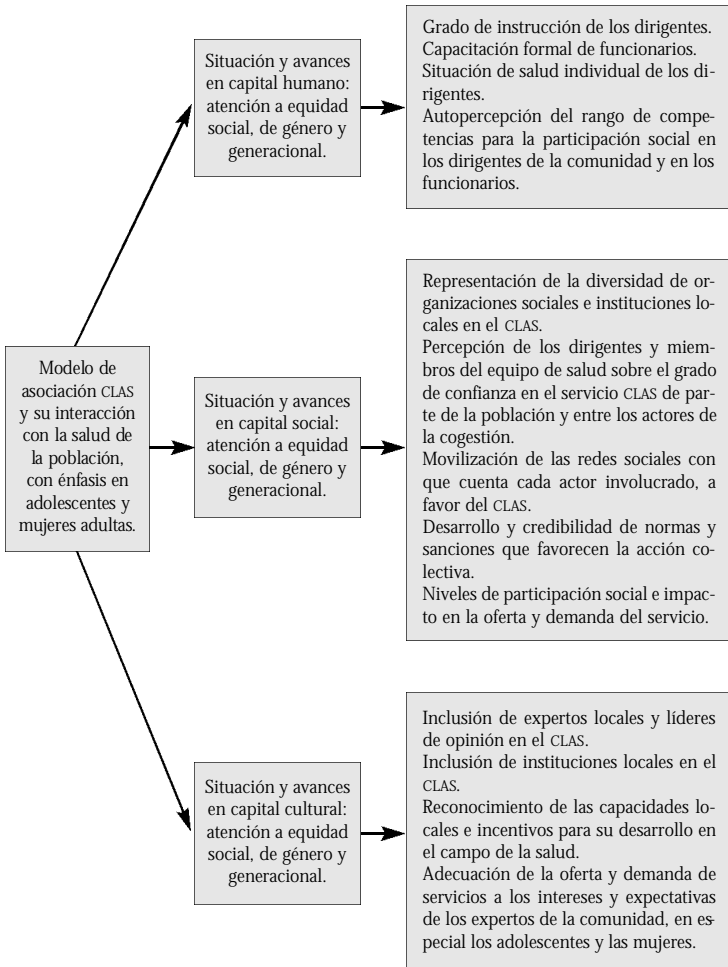 Modelo de
asociación CLAS
y su interacción
con la salud de
la población,
con énfasis en
adolescentes y
mujeres adultas.
Situación y avances
en capital humano:
atención a equidad
social, de género y
generacional.
Grado de instrucción de los dirigentes.
Capacitación formal de funcionarios.
Situación de salud individual de los di-
rigentes.
Autopercepción del rango de compe-
tencias para la participación social en
los dirigentes de la comunidad y en los
funcionarios.
Situación y avances
en capital social:
atención a equidad
social, de género y
generacional.
Representación de la diversidad de or-
ganizaciones sociales e instituciones lo-
cales en el CLAS.
Percepción de los dirigentes y miem-
bros del equipo de salud sobre el grado
de confianza en el servicio CLAS de par-
te de la población y entre los actores de
la cogestión.
Movilización de las redes sociales con
que cuenta cada actor involucrado, a
favor del CLAS.
Desarrollo y credibilidad de normas y
sanciones que favorecen la acción co-
lectiva.
Niveles de participación social e impac-
to en la oferta y demanda del servicio.
Situación y avances
en capital cultural:
atención a equidad
social, de género y
generacional.
Inclusión de expertos locales y líderes
de opinión en el CLAS.
Inclusión de instituciones locales en el
CLAS.
Reconocimiento de las capacidades lo-
cales e incentivos para su desarrollo en
el campo de la salud.
Adecuación de la oferta y demanda de
servicios a los intereses y expectativas
de los expertos de la comunidad, en es-
pecial los adolescentes y las mujeres.